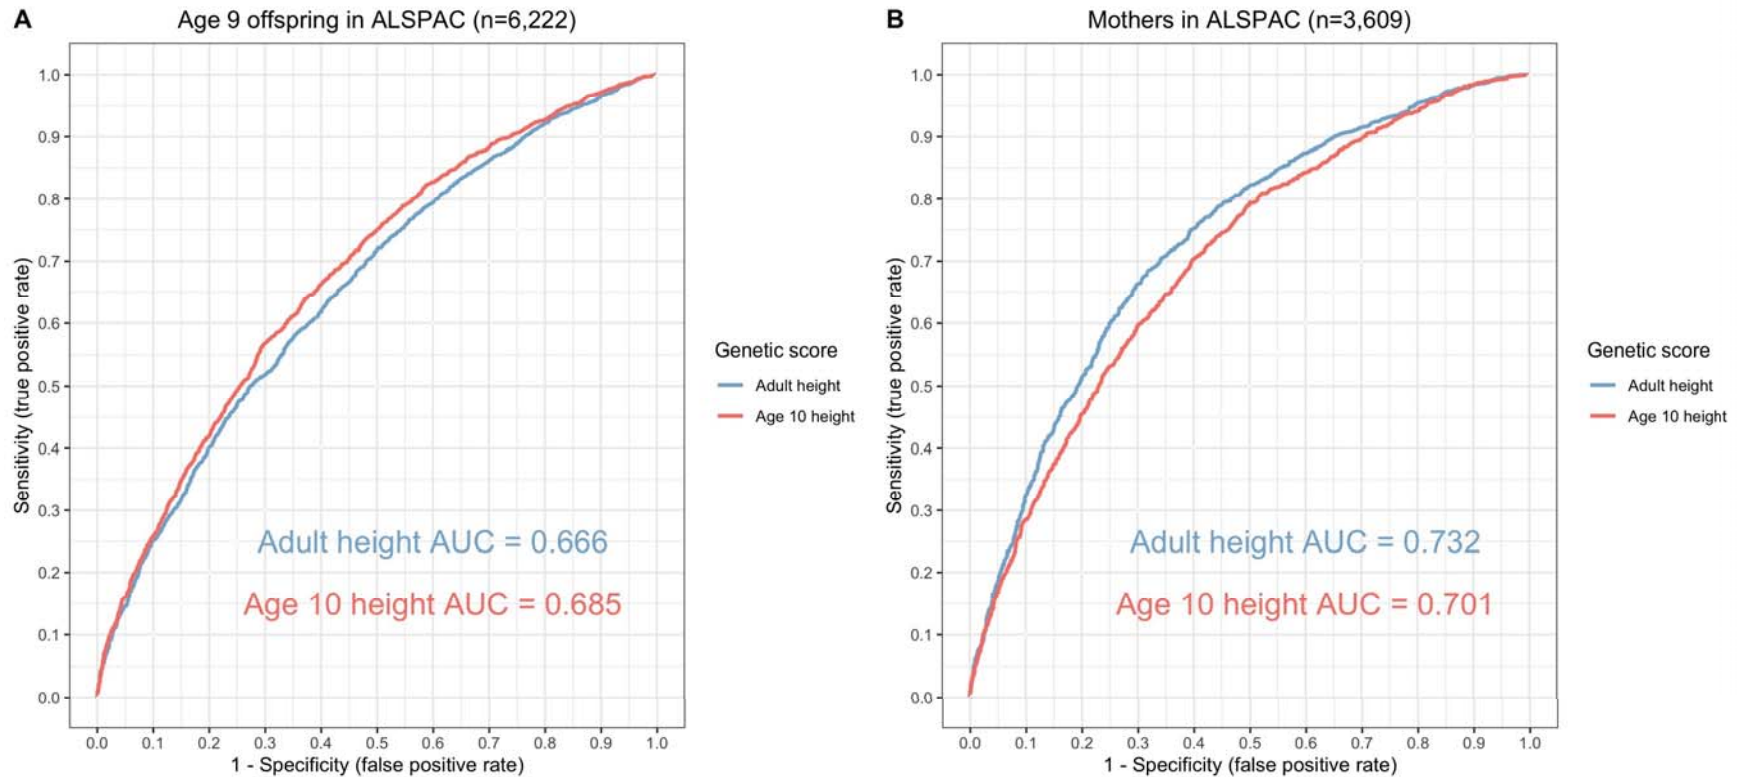 A
Age 9 offspring in ALSPAC (n=6,222)
Sensitivity (true positive rate)
1.0
0.9
0.8
0.7
0.6
0.5
0.4
0.3
0.2
0.1
0.0
Adult height AUC = 0.666
Age 10 height AUC = 0.685
0.0 0.1 0.2 0.3 0.4 0.5 0.6 0.7 0.8 0.9 1.0
1 - Specificity (false positive rate)
Genetic score
Adult height
Age 10 height
B
Mothers in ALSPAC (n=3,609)
Sensitivity (true positive rate)
1.0
0.9
0.8
0.7
0.6
0.5
0.4
0.3
0.2
0.1
0.0
Adult height AUC = 0.732
Age 10 height AUC = 0.701
0.0 0.1 0.2 0.3 0.4 0.5 0.6 0.7 0.8 0.9 1.0
1 - Specificity (false positive rate)
Genetic score
Adult height
Age 10 height